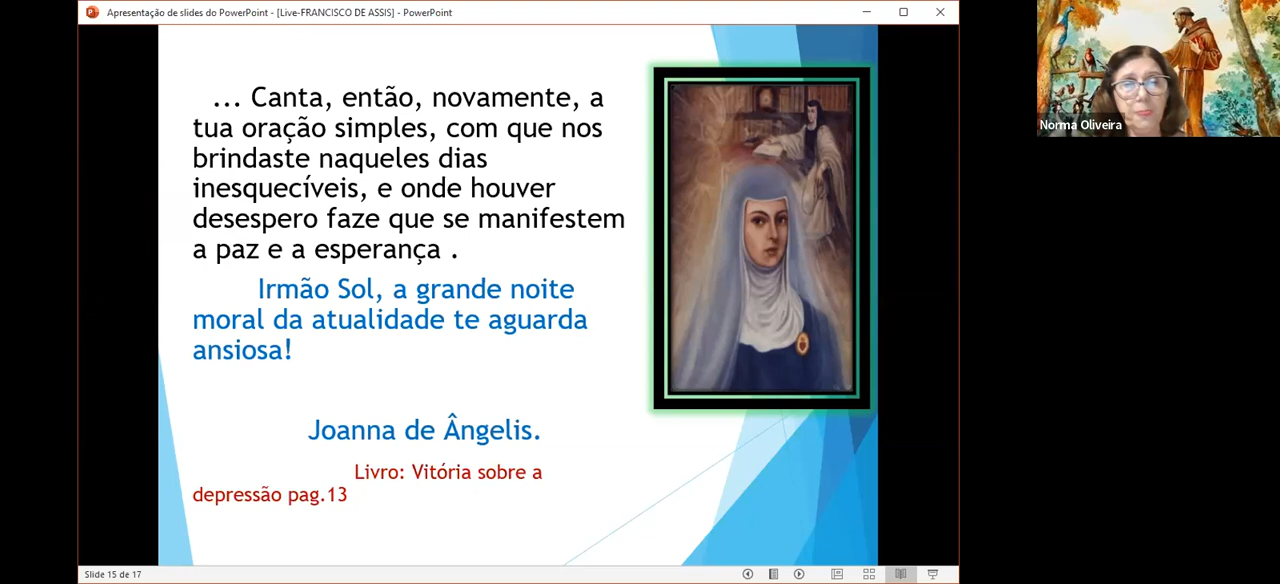 Apresentação de slides do PowerPoint - [Live-FRANCISCO DE ASSIS] - PowerPoint
... Canta, então, novamente, a
tua oração simples, com que nos
brindaste naqueles dias
inesquecíveis, e onde houver
desespero faze que se manifestem
a paz e a esperança .
Irmão Sol, a grande noite
moral da atualidade te aguarda
ansiosa!
Joanna de Ângelis.
Livro: Vitória sobre a
depressão pag.13
Slide 15 de 17
Norma Oliveira